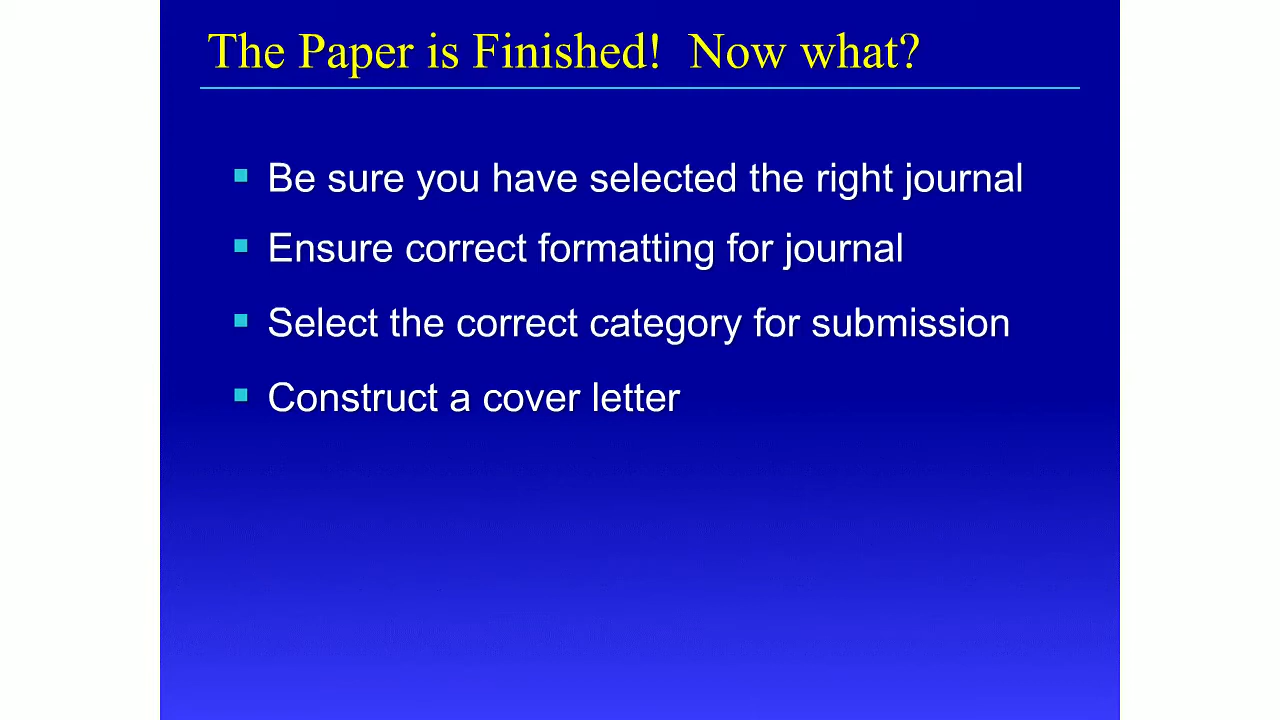 The Paper is Finished! Now what?
Be sure you have selected the right journal
Ensure correct formatting for journal
Select the correct category for submission
Construct a cover letter